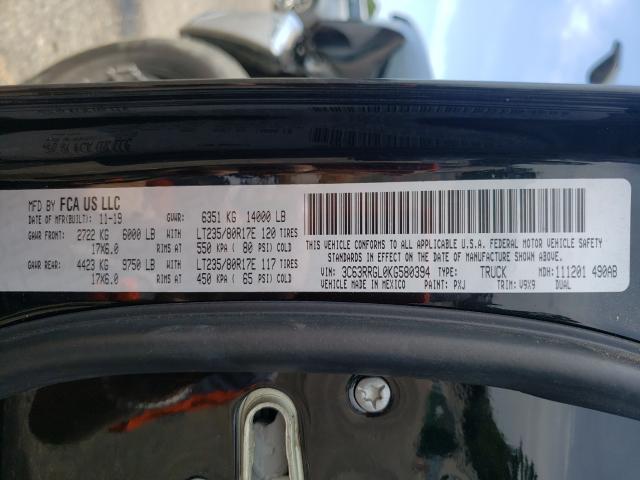 MFD BY FCA US LLC
DATE OF MFR(BUILT) 11-19 GVWR: 6351 KG 14000 LB
GAWR FRONT: 2722 KG 6000 LB WITH LT235/80R17E 120 TIRES
17X6.0 RIMS AT 550 KPA ( 80 PSI) COLD
GAWR REAR: 4423 KG 9750 LB WITH LT235/80R17E 117 TIRES
17X6.0 RIMS AT 450 KPA ( 65 PSI) COLD
THIS VEHICLE CONFORMS TO ALL APPLICABLE U.S.A. FEDERAL MOTOR VEHICLE SAFETY
STANDARDS IN EFFECT ON THE DATE OF MANUFACTURE SHOWN ABOVE.
VIN: 3C63RRGL0KG580394 TYPE: TRUCK MDH: 111201 490AB
VEHICLE MADE IN MEXICO PAINT: PXJ TRIM: V9X9 DUAL